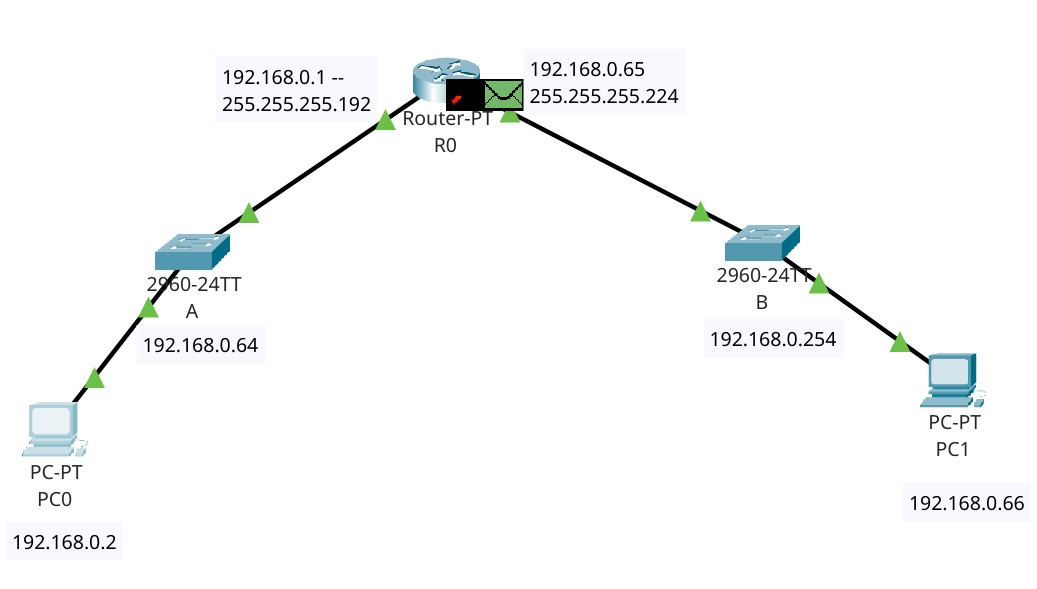 192.168.0.1 --
255.255.255.192
192.168.0.65
255.255.255.224
Router-PT
R0
2960-24TT
A
192.168.0.64
2960-24TT
B
192.168.0.254
PC-PT
PC0
192.168.0.2
PC-PT
PC1
192.168.0.66